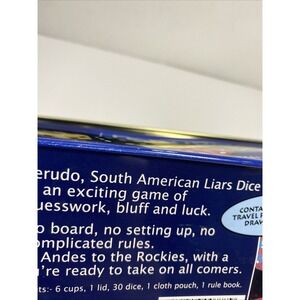 erudo, South American Liars Dice
an exciting game of
uesswork, bluff and luck.
o board, no setting up, no
omplicated rules.
Andes to the Rockies, with a
u're ready to take on all comers.
ts:- 6 cups, 1 lid, 30 dice, 1 cloth pouch, 1 rule book.
CONTA
TRAVEL P
DRAW